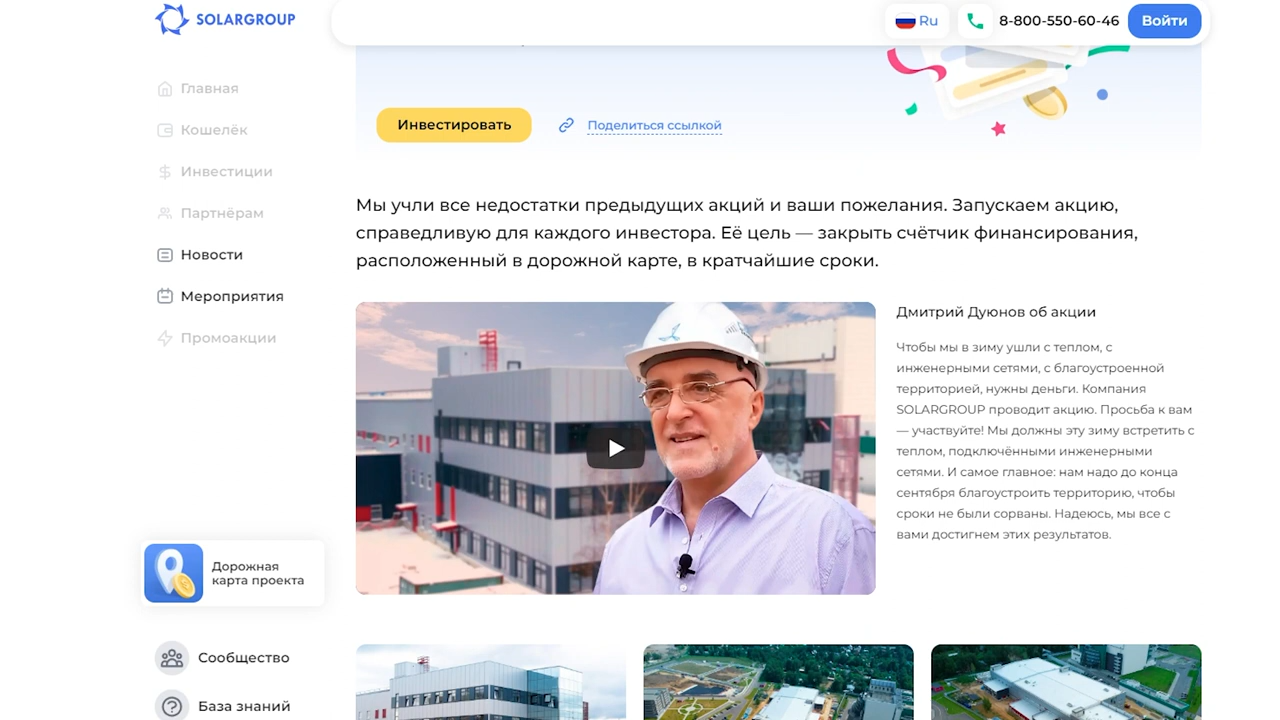 SOLARGROUP
Ru
8-800-550-60-46
Войти
Главная
Кошелёк
Инвестиции
Партнёрам
Новости
Мероприятия
Промоакции
Дорожная
карта проекта
Сообщество
База знаний
Инвестировать
Поделиться ссылкой
Мы учли все недостатки предыдущих акций и ваши пожелания. Запускаем акцию,
справедливую для каждого инвестора. Её цель — закрыть счётчик финансирования,
расположенный в дорожной карте, в кратчайшие сроки.
Дмитрий Дуюнов об акции
Чтобы мы в зиму ушли с теплом, с
инженерными сетями, с благоустроенной
территорией, нужны деньги. Компания
SOLARGROUP проводит акцию. Просьба к вам
— участвуйте! Мы должны эту зиму встретить с
теплом, подключёнными инженерными
сетями. И самое главное: нам надо до конца
сентября благоустроить территорию, чтобы
сроки не были сорваны. Надеюсь, мы все с
вами достигнем этих результатов.